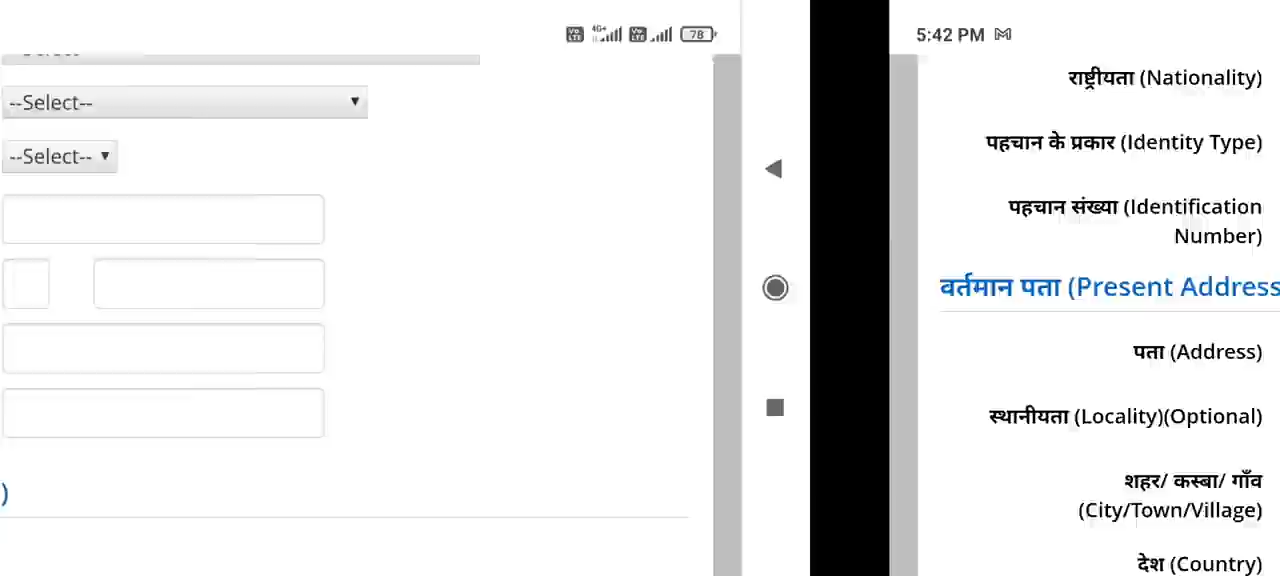 78
--Select--
--Select--
)
5:42 PM
राष्ट्रीयता (Nationality)
पहचान के प्रकार (Identity Type)
पहचान संख्या (Identification
Number)
वर्तमान पता (Present Address
पता (Address)
स्थानीयता (Locality)(Optional)
शहर/ कस्बा/ गाँव
(City/Town/Village)
देश (Country)